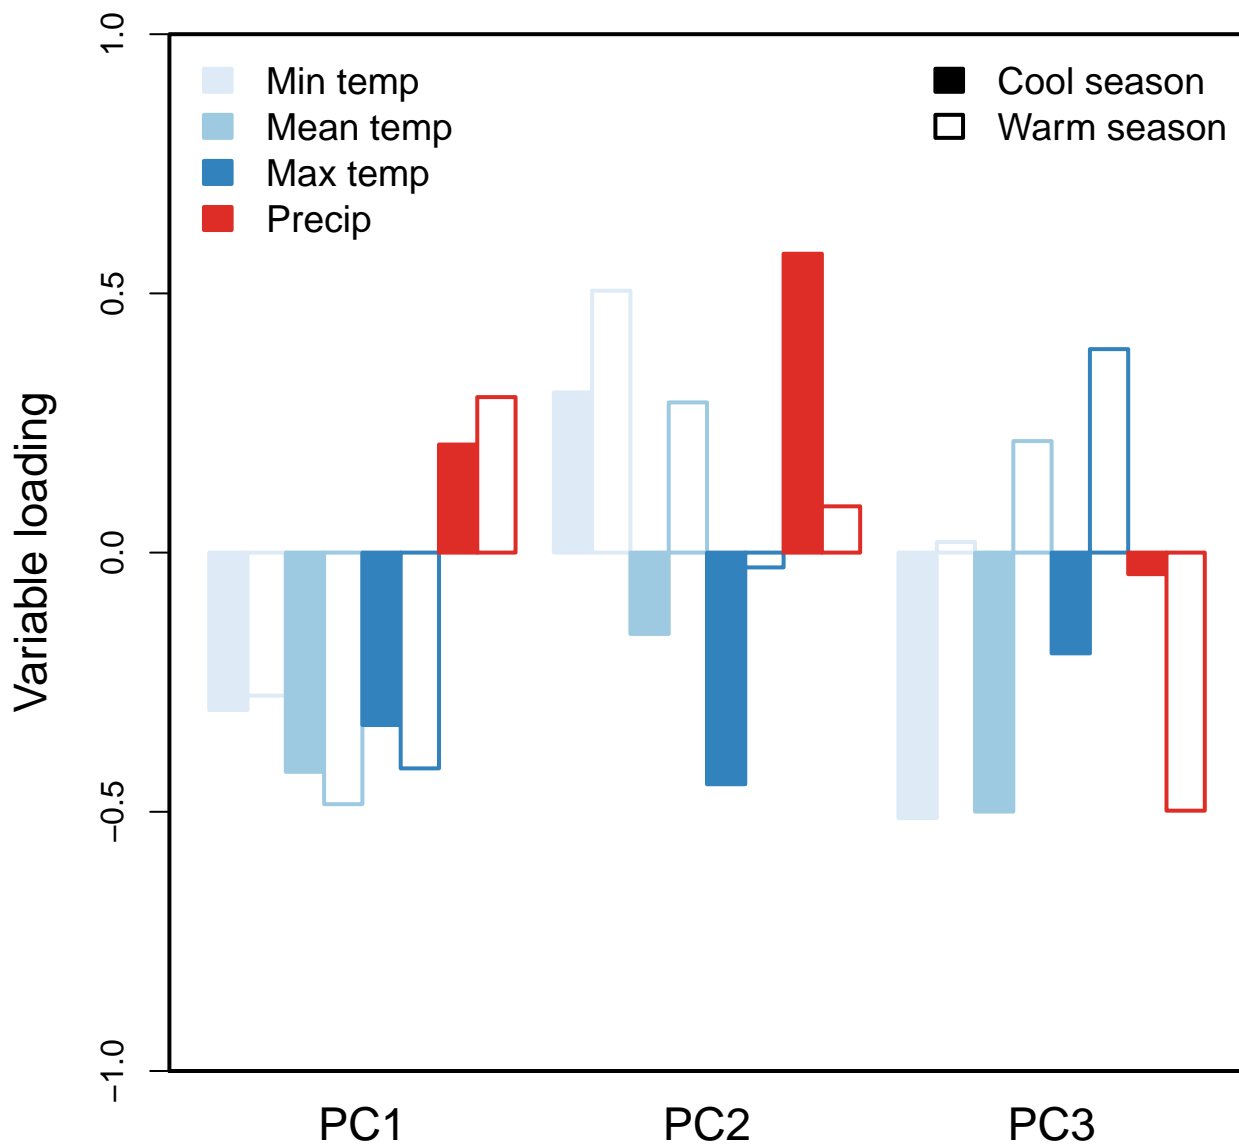 Min temp
Mean temp
Max temp
Precip
Cool season
Warm season
Variable loading
1.0
0.5
0.0
−0.5
−1.0
PC1 PC2 PC3